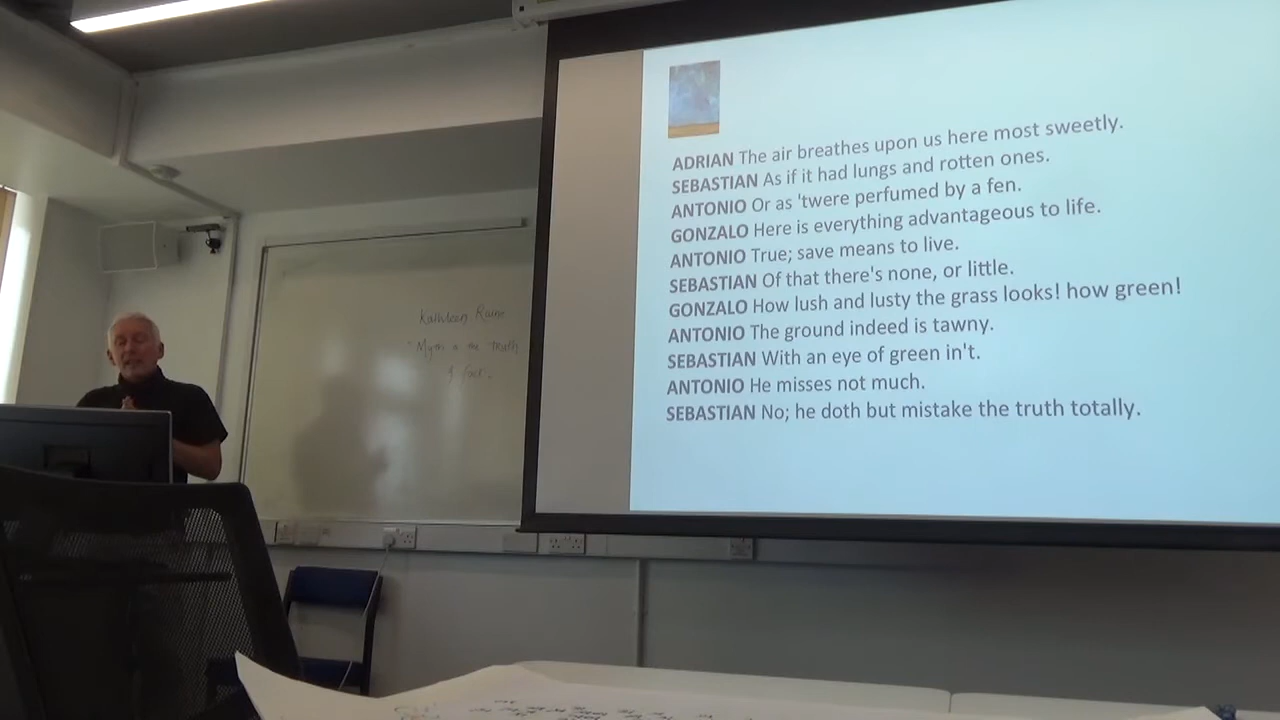 ADRIAN The air breathes upon us here most sweetly.
SEBASTIAN As if it had lungs and rotten ones.
ANTONIO Or as 'twere perfumed by a fen.
GONZALO Here is everything advantageous to life.
ANTONIO True; save means to live.
SEBASTIAN Of that there's none, or little.
GONZALO How lush and lusty the grass looks! how green!
ANTONIO The ground indeed is tawny.
SEBASTIAN With an eye of green in't.
ANTONIO He misses not much.
SEBASTIAN No; he doth but mistake the truth totally.
Kathleen Raine
"Myth is the truth